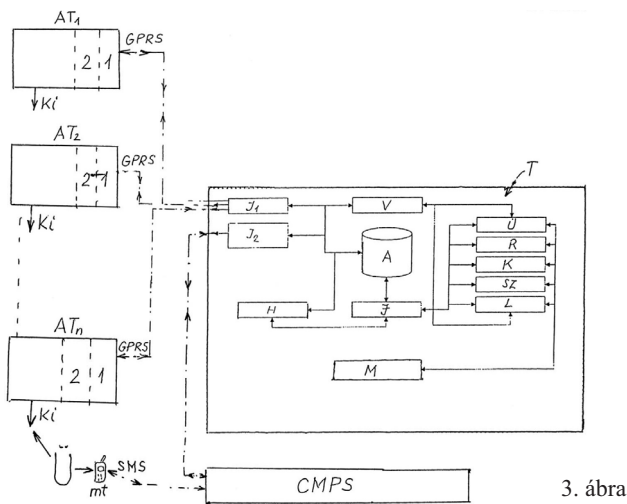 AT1
GPRS
2 1
Ki
AT2
GPRS
2 1
Ki
T
J1 V Ü
J2 R
A K
SZ
H J L
M
ATn
GPRS
2 1
Ki
SMS
mt
CMPS
3. ábra